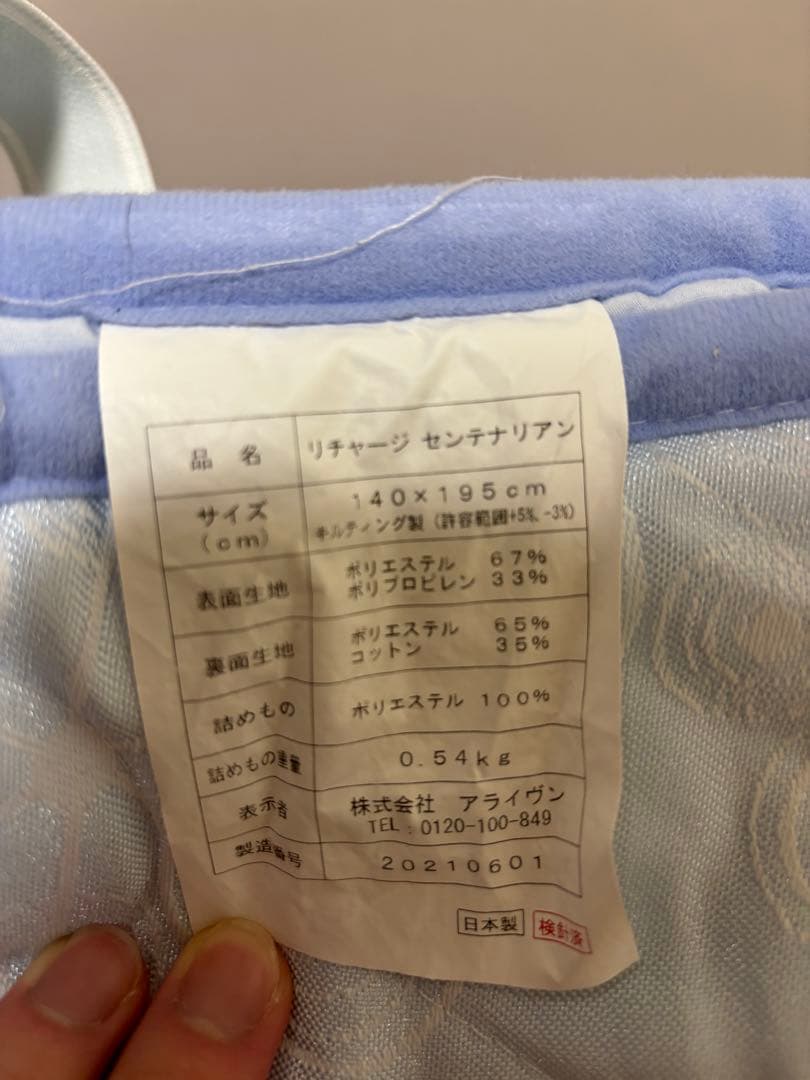 品名 リチャージ センテナリアン
サイズ(cm) 140×195cm
キルティング製(許容範囲+5%、-3%)
表面生地 ポリエステル 67%
ポリプロピレン 33%
裏面生地 ポリエステル 65%
コットン 35%
詰めもの ポリエステル 100%
詰めもの重量 0.54kg
表示者 株式会社 アライヴン
TEL:0120-100-849
製造番号 20210601
日本製 検針済